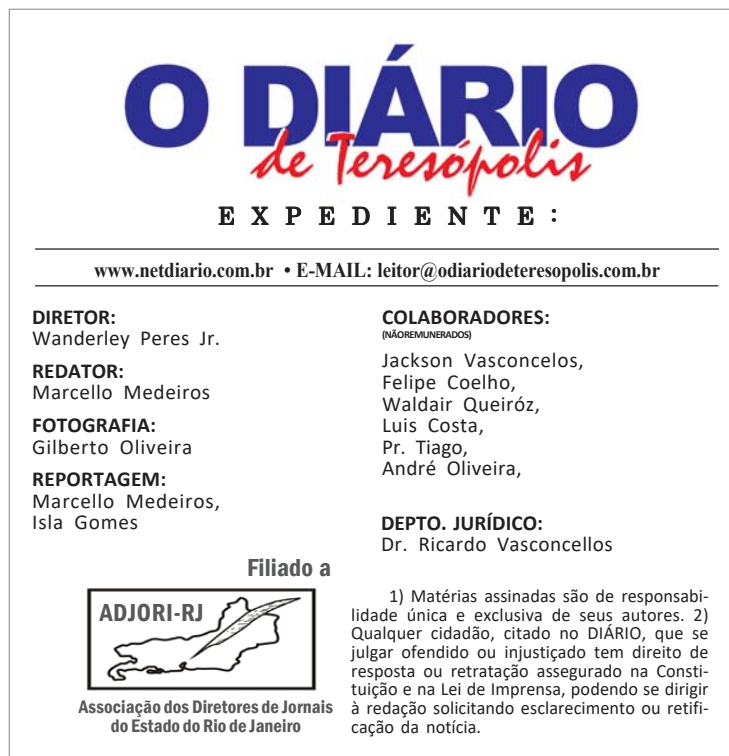 O DIÁRIO
de Teresópolis
EXPEDIENTE:
www.netdiario.com.br • E-MAIL: leitor@odiariodeteresopolis.com.br
DIRETOR:
Wanderley Peres Jr.
REDATOR:
Marcello Medeiros
FOTOGRAFIA:
Gilberto Oliveira
REPORTAGEM:
Marcello Medeiros,
Isla Gomes
COLABORADORES:
(NÃOREMUNERADOS)
Jackson Vasconcelos,
Felipe Coelho,
Waldair Queiróz,
Luis Costa,
Pr. Tiago,
André Oliveira,
DEPTO. JURÍDICO:
Dr. Ricardo Vasconcellos
Filiado a
ADJORI-RJ
Associação dos Diretores de Jornais
do Estado do Rio de Janeiro
1) Matérias assinadas são de responsabi-
lidade única e exclusiva de seus autores. 2)
Qualquer cidadão, citado no DIÁRIO, que se
julgar ofendido ou injustiçado tem direito de
resposta ou retratação assegurado na Consti-
tuição e na Lei de Imprensa, podendo se dirigir
à redação solicitando esclarecimento ou retifi-
cação da notícia.